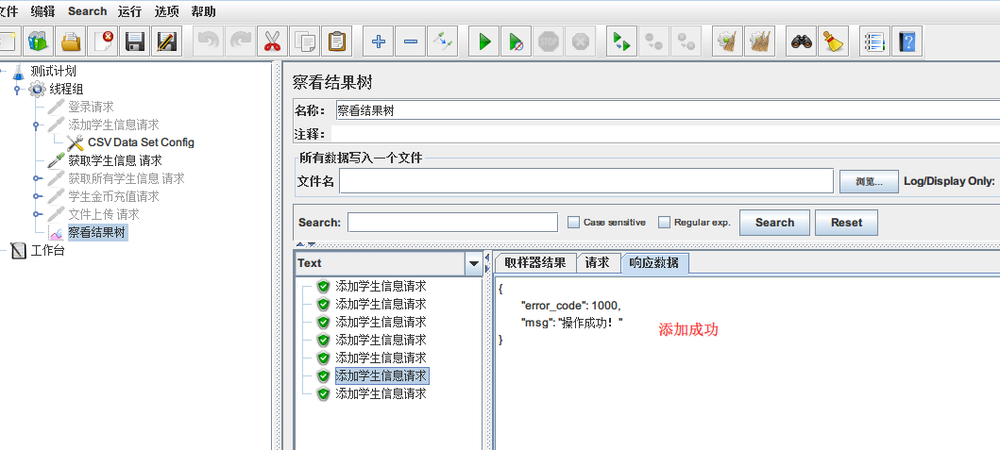 文件 编辑 Search 运行 选项 帮助
测试计划
线程组
登录请求
添加学生信息请求
CSV Data Set Config
获取学生信息 请求
获取所有学生信息 请求
学生金币充值请求
文件上传 请求
察看结果树
工作台
察看结果树
名称： 察看结果树
注释：
所有数据写入一个文件
文件名 浏览... Log/Display Only:
Search: Case sensitive Regular exp. Search Reset
Text
添加学生信息请求
添加学生信息请求
添加学生信息请求
添加学生信息请求
添加学生信息请求
添加学生信息请求
添加学生信息请求
取样器结果 请求 响应数据
{
"error_code": 1000,
"msg": "操作成功！"
}
添加成功